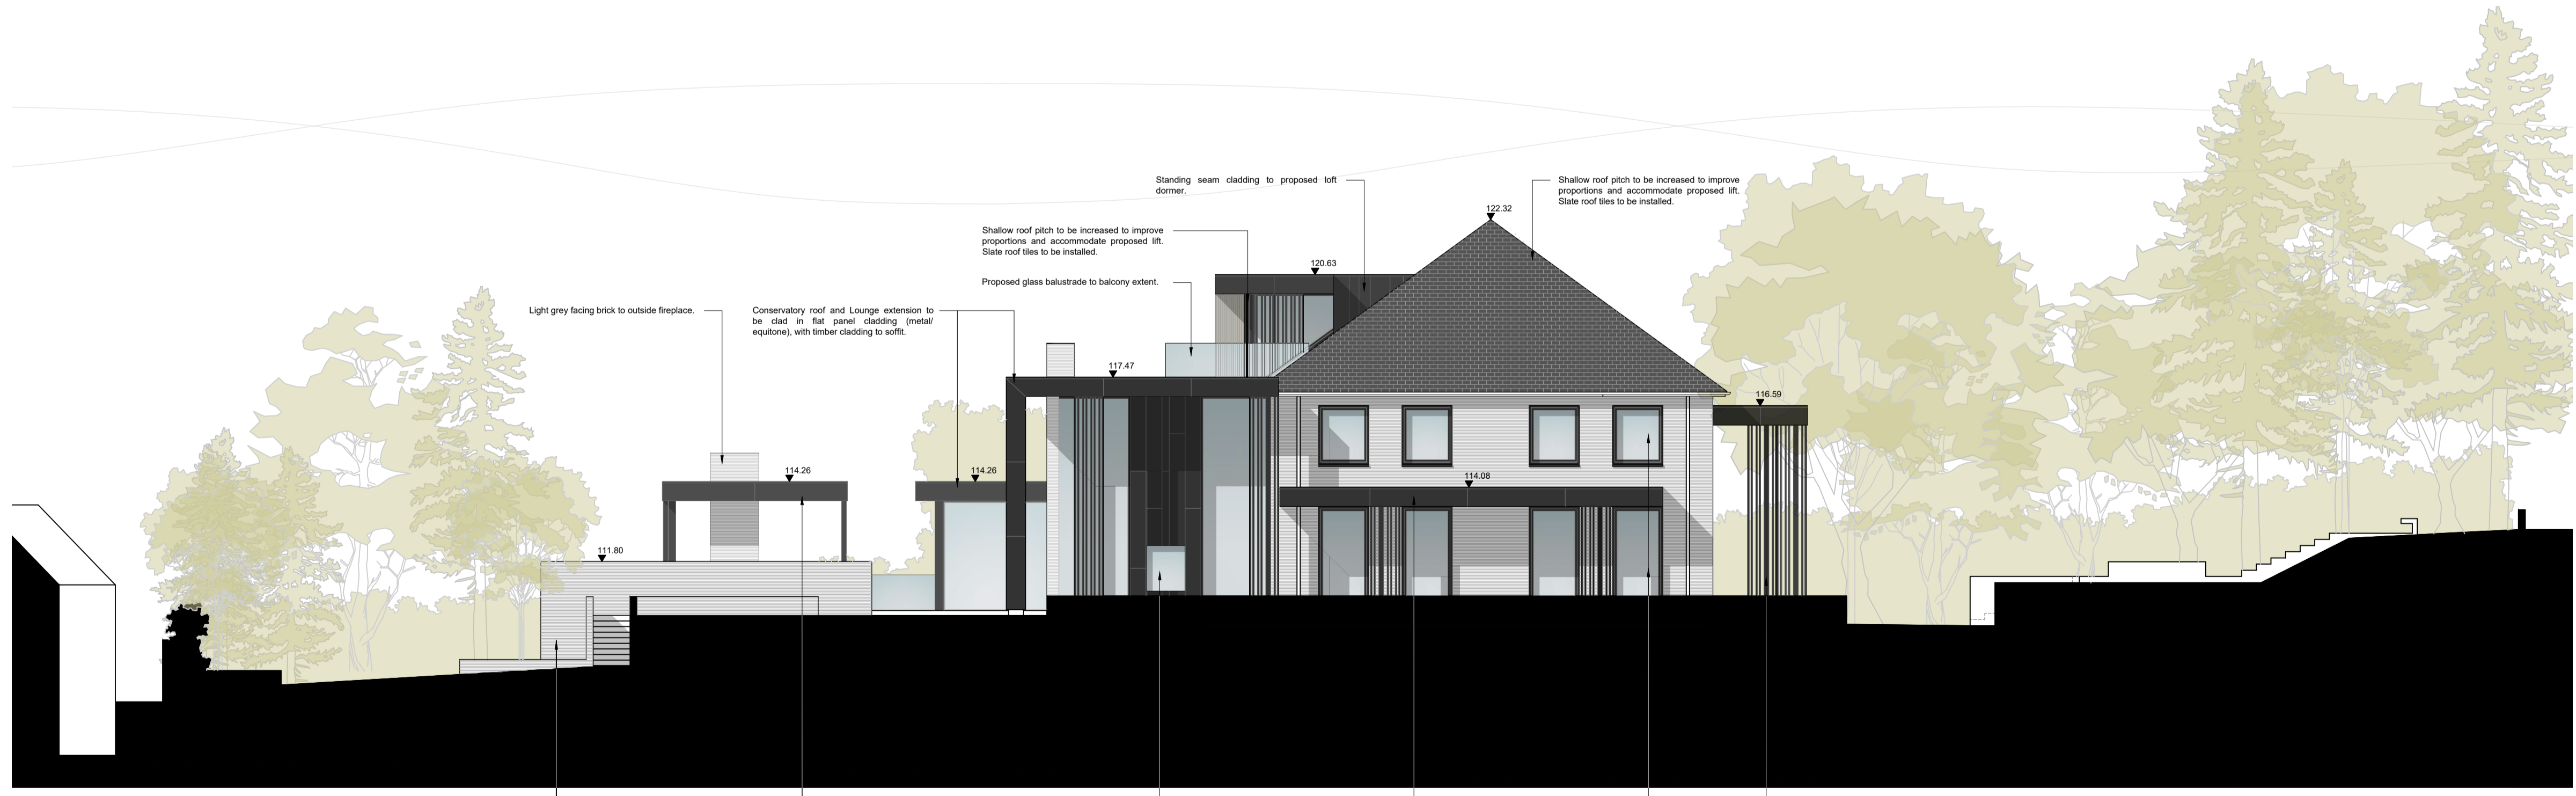 Standing seam cladding to proposed loft
dormer.
Shallow roof pitch to be increased to improve
proportions and accommodate proposed lift.
Slate roof tiles to be installed.
122.32
Shallow roof pitch to be increased to improve
proportions and accommodate proposed lift.
Slate roof tiles to be installed.
120.63
Proposed glass balustrade to balcony extent.
Light grey facing brick to outside fireplace.
Conservatory roof and Lounge extension to
be clad in flat panel cladding (metal/
equitone), with timber cladding to soffit.
117.47
116.59
114.26
114.26
114.08
111.80